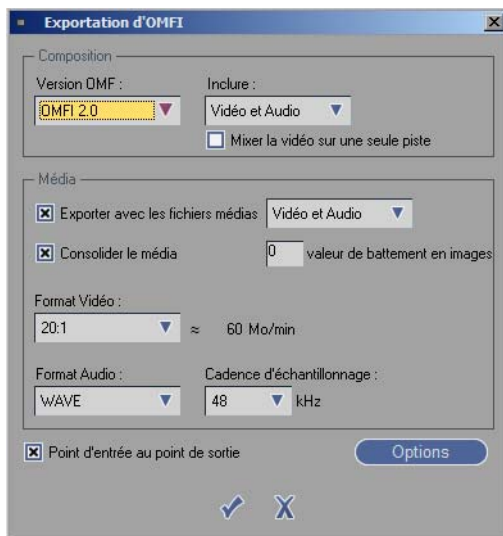 Exportation d'OMFI
Composition
Version OMF : Inclure :
OMFI 2.0 Vidéo et Audio
Mixer la vidéo sur une seule piste
Média
Exporter avec les fichiers médias Vidéo et Audio
Consolider le média 0 valeur de battement en images
Format Vidéo :
20:1 ≈ 60 Mo/min
Format Audio : Cadence d'échantillonnage :
WAVE 48 kHz
Point d'entrée au point de sortie Options